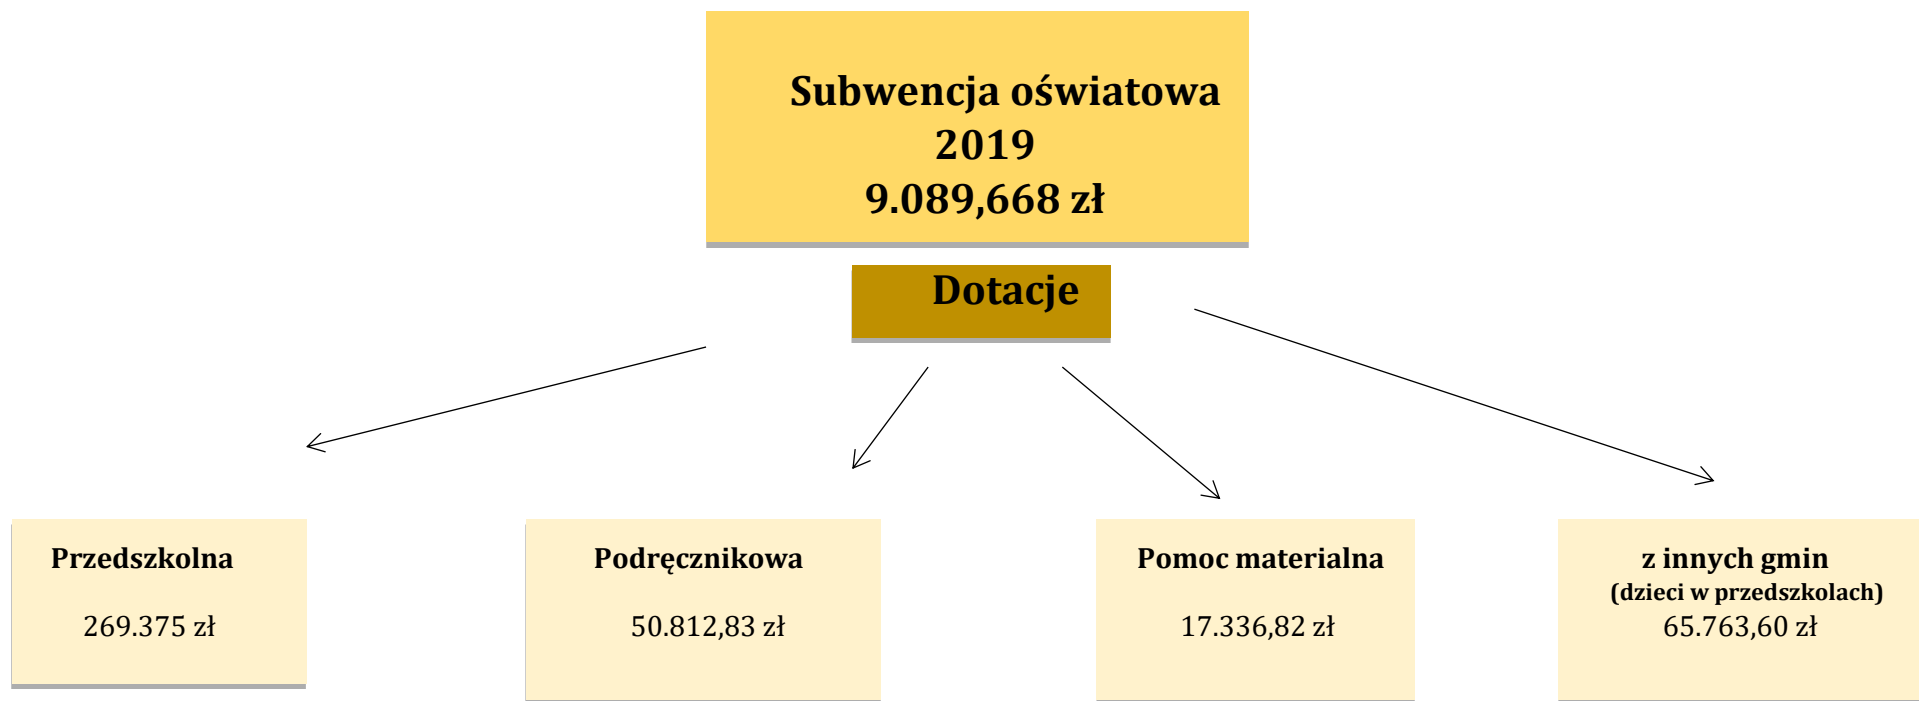 Subwencja oświatowa
2019
9.089,668 zł
Dotacje
Przedszkolna
269.375 zł
Podręcznikowa
50.812,83 zł
Pomoc materialna
17.336,82 zł
z innych gmin
(dzieci w przedszkolach)
65.763,60 zł